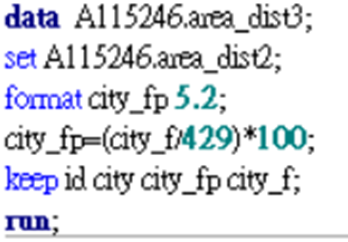 data A115246.area_dist3;
set A115246.area_dist2;
format city_fp 5.2;
city_fp=(city_f/429)*100;
keep id city city_fp city_f;
run;